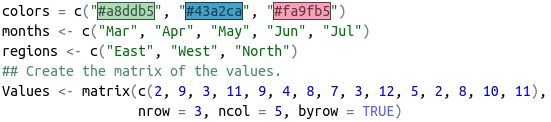 colors = c("#a8ddb5", "#43a2ca", "#fa9fb5")
months <- c("Mar", "Apr", "May", "Jun", "Jul")
regions <- c("East", "West", "North")
## Create the matrix of the values.
Values <- matrix(c(2, 9, 3, 11, 9, 4, 8, 7, 3, 12, 5, 2, 8, 10, 11),
nrow = 3, ncol = 5, byrow = TRUE)